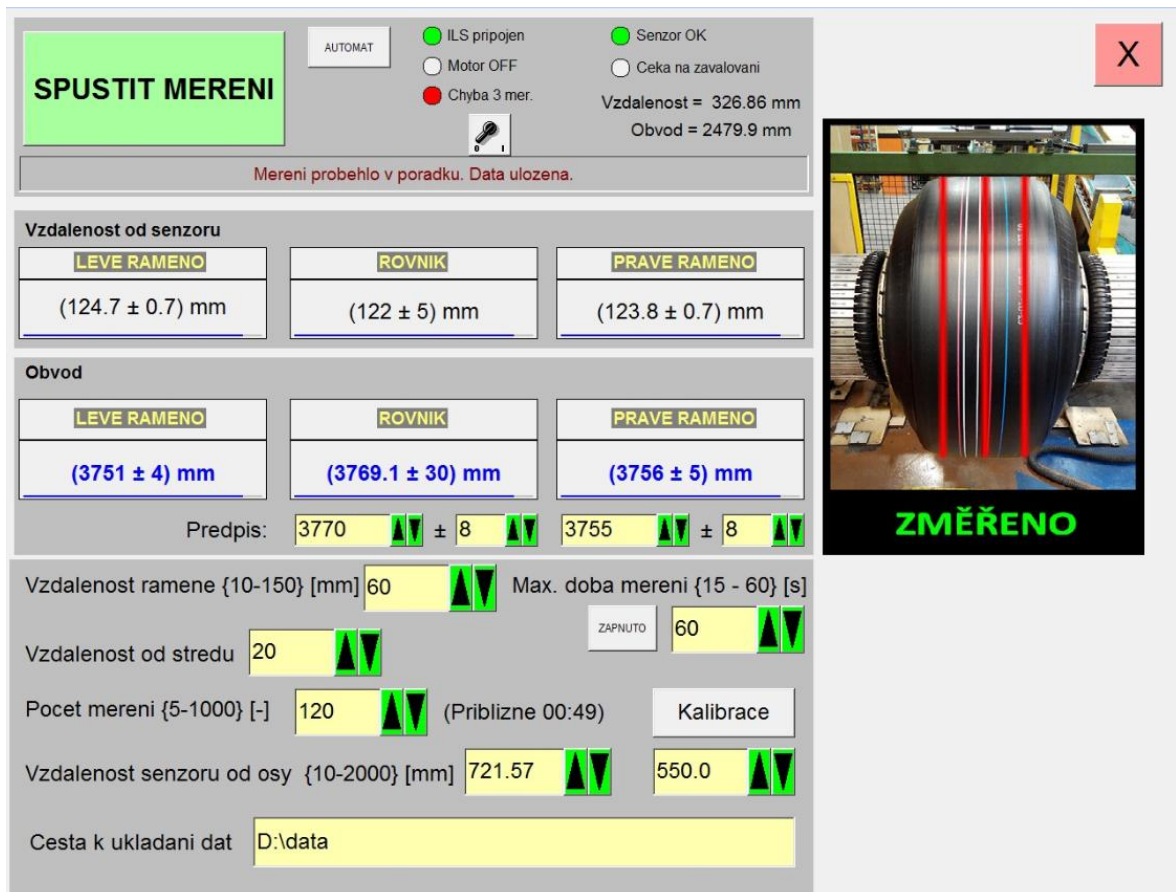 SPUSTIT MERENI
AUTOMAT
ILS pripojen
Motor OFF
Chyba 3 mer.
0 I
Senzor OK
Ceka na zavalovani
Vzdalenost = 326.86 mm
Obvod = 2479.9 mm
X
Mereni probehlo v poradku. Data ulozena.
Vzdalenost od senzoru
LEVE RAMENO ROVNIK PRAVE RAMENO
(124.7 ± 0.7) mm (122 ± 5) mm (123.8 ± 0.7) mm
Obvod
LEVE RAMENO ROVNIK PRAVE RAMENO
(3751 ± 4) mm (3769.1 ± 30) mm (3756 ± 5) mm
Predpis: 3770 ± 8 3755 ± 8
ZMĚŘENO
Vzdalenost ramene {10-150} [mm] 60 Max. doba mereni {15 - 60} [s]
ZAPNUTO 60
Vzdalenost od stredu 20
Pocet mereni {5-1000} [-] 120 (Priblizne 00:49) Kalibrace
Vzdalenost senzoru od osy {10-2000} [mm] 721.57 550.0
Cesta k ukladani dat D:\data